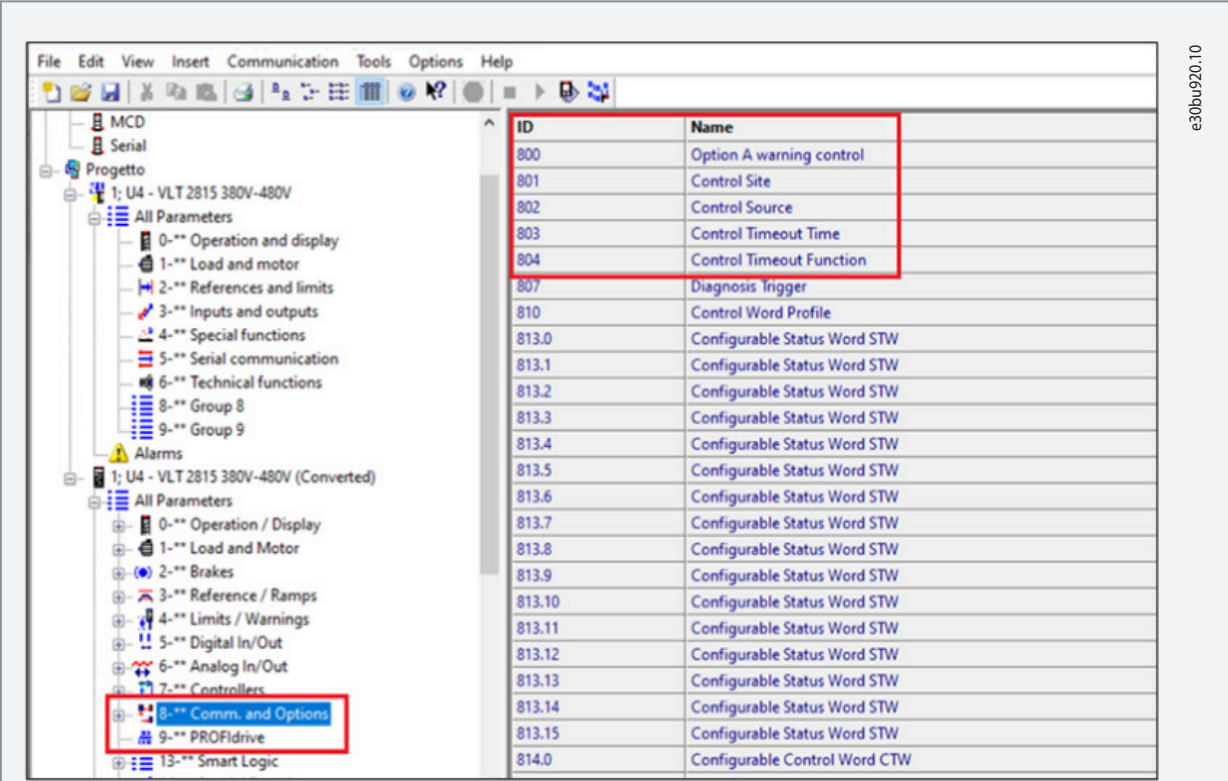 File Edit View Insert Communication Tools Options Help
e30bu920.10
MCD
Serial
Progetto
1; U4 - VLT 2815 380V-480V
All Parameters
0-** Operation and display
1-** Load and motor
2-** References and limits
3-** Inputs and outputs
4-** Special functions
5-** Serial communication
6-** Technical functions
8-** Group 8
9-** Group 9
Alarms
1; U4 - VLT 2815 380V-480V (Converted)
All Parameters
0-** Operation / Display
1-** Load and Motor
2-** Brakes
3-** Reference / Ramps
4-** Limits / Warnings
5-** Digital In/Out
6-** Analog In/Out
7-** Controllers
8-** Comm. and Options
9-** PROFIdrive
13-** Smart Logic
ID Name
800 Option A warning control
801 Control Site
802 Control Source
803 Control Timeout Time
804 Control Timeout Function
807 Diagnosis Trigger
810 Control Word Profile
813.0 Configurable Status Word STW
813.1 Configurable Status Word STW
813.2 Configurable Status Word STW
813.3 Configurable Status Word STW
813.4 Configurable Status Word STW
813.5 Configurable Status Word STW
813.6 Configurable Status Word STW
813.7 Configurable Status Word STW
813.8 Configurable Status Word STW
813.9 Configurable Status Word STW
813.10 Configurable Status Word STW
813.11 Configurable Status Word STW
813.12 Configurable Status Word STW
813.13 Configurable Status Word STW
813.14 Configurable Status Word STW
813.15 Configurable Status Word STW
814.0 Configurable Control Word CTW